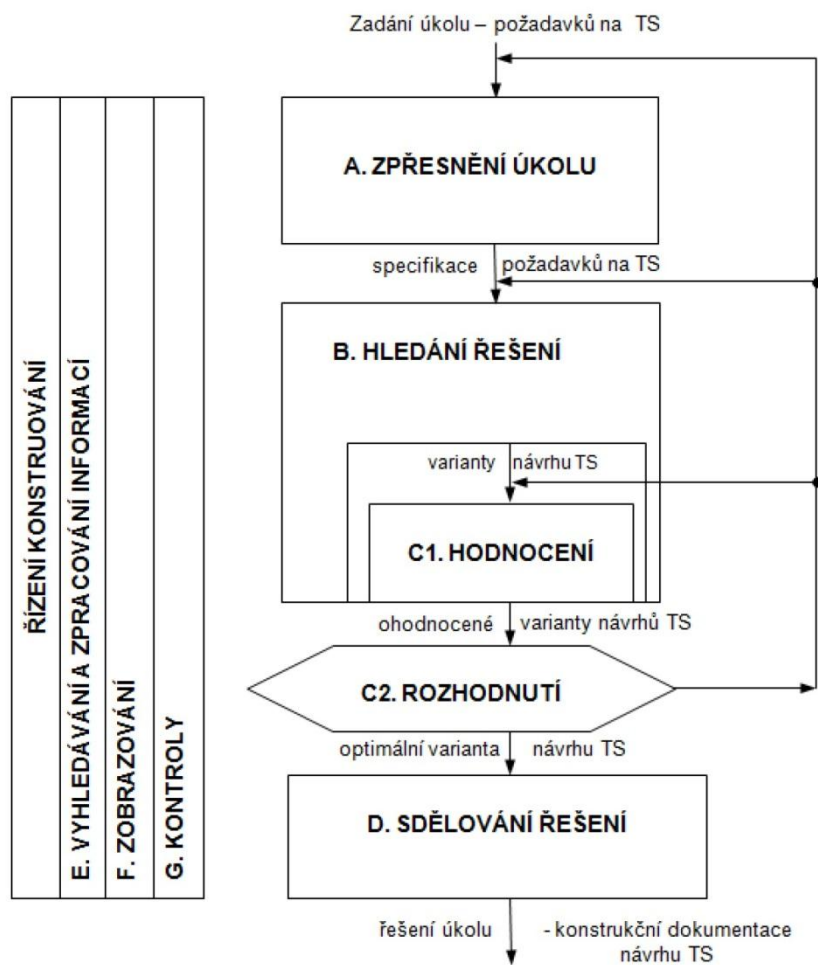 Zadání úkolu – požadavků na TS
A. ZPŘESNĚNÍ ÚKOLU
specifikace požadavků na TS
B. HLEDÁNÍ ŘEŠENÍ
varianty návrhu TS
C1. HODNOCENÍ
ohodnocené varianty návrhů TS
C2. ROZHODNUTÍ
optimální varianta návrhu TS
D. SDĚLOVÁNÍ ŘEŠENÍ
řešení úkolu - konstrukční dokumentace
návrhu TS
ŘÍZENÍ KONSTRUOVÁNÍ
E. VYHLEDÁVÁNÍ A ZPRACOVÁNÍ INFORMACÍ
F. ZOBRAZOVÁNÍ
G. KONTROLY